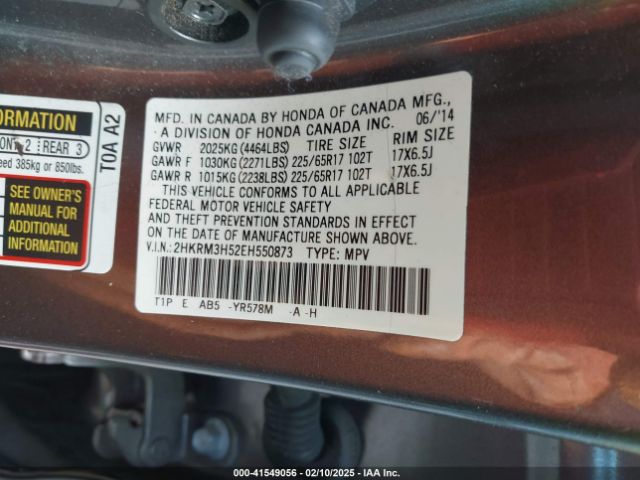 ORMATION
ONT 2 REAR 3
eed 385kg or 850lbs.
SEE OWNER'S
MANUAL FOR
ADDITIONAL
INFORMATION
T0A A2
MFD. IN CANADA BY HONDA OF CANADA MFG.,
A DIVISION OF HONDA CANADA INC. 06/'14
GVWR 2025KG (4464LBS) TIRE SIZE RIM SIZE
GAWR F 1030KG (2271LBS) 225/65R17 102T 17X6.5J
GAWR R 1015KG (2238LBS) 225/65R17 102T 17X6.5J
THIS VEHICLE CONFORMS TO ALL APPLICABLE
FEDERAL MOTOR VEHICLE SAFETY
AND THEFT PREVENTION STANDARDS IN EFFECT
ON THE DATE OF MANUFACTURE SHOWN ABOVE.
V.I.N.: 2HKRM3H52EH550873 TYPE: MPV
T1P E AB5 -YR578M -A -H
000-41549056 - 02/10/2025 - IAA Inc.